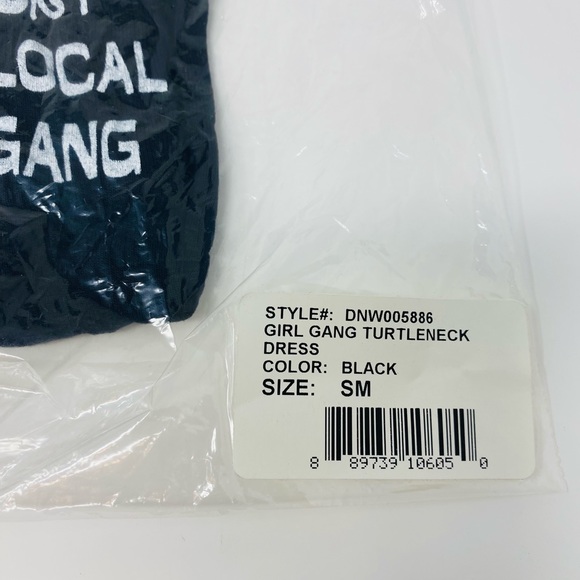 LOCAL
GANG
STYLE#: DNW005886
GIRL GANG TURTLENECK
DRESS
COLOR: BLACK
SIZE: SM
8 89739 10605 0